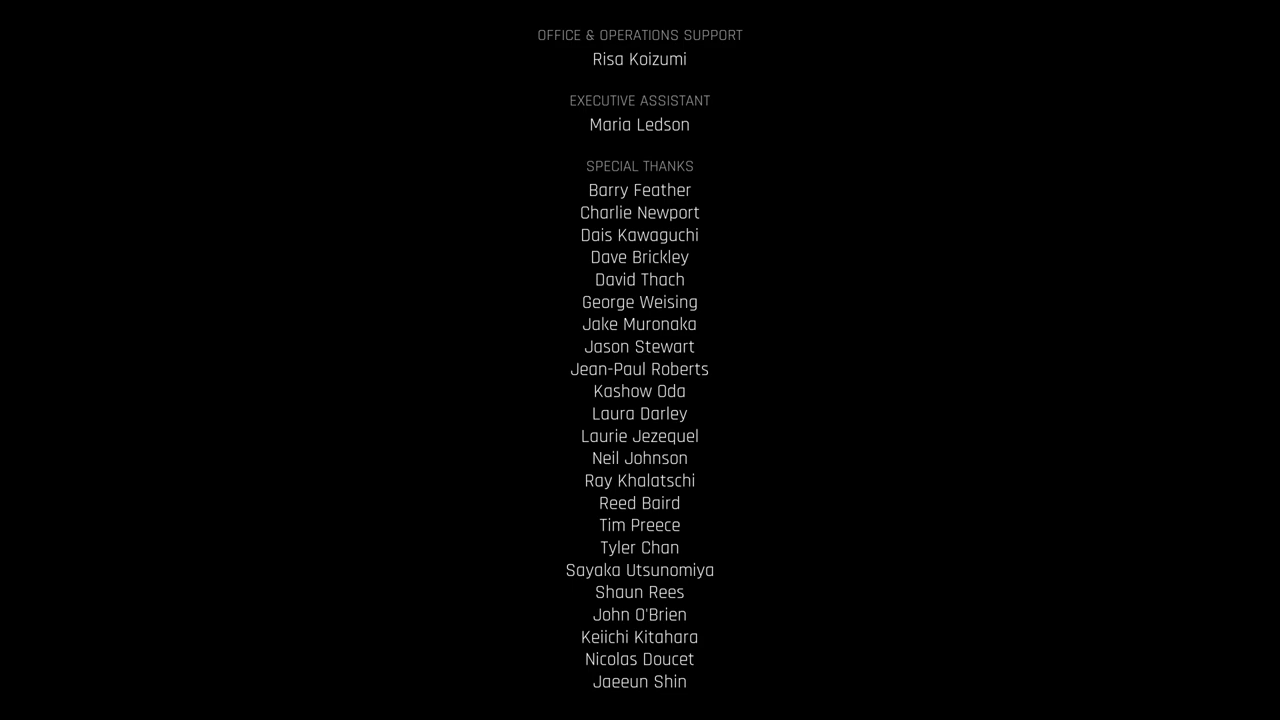 OFFICE & OPERATIONS SUPPORT
Risa Koizumi
EXECUTIVE ASSISTANT
Maria Ledson
SPECIAL THANKS
Barry Feather
Charlie Newport
Dais Kawaguchi
Dave Brickley
David Thach
George Weising
Jake Muronaka
Jason Stewart
Jean-Paul Roberts
Kashow Oda
Laura Darley
Laurie Jezequel
Neil Johnson
Ray Khalatschi
Reed Baird
Tim Preece
Tyler Chan
Sayaka Utsunomiya
Shaun Rees
John O'Brien
Keiichi Kitahara
Nicolas Doucet
Jaeeun Shin